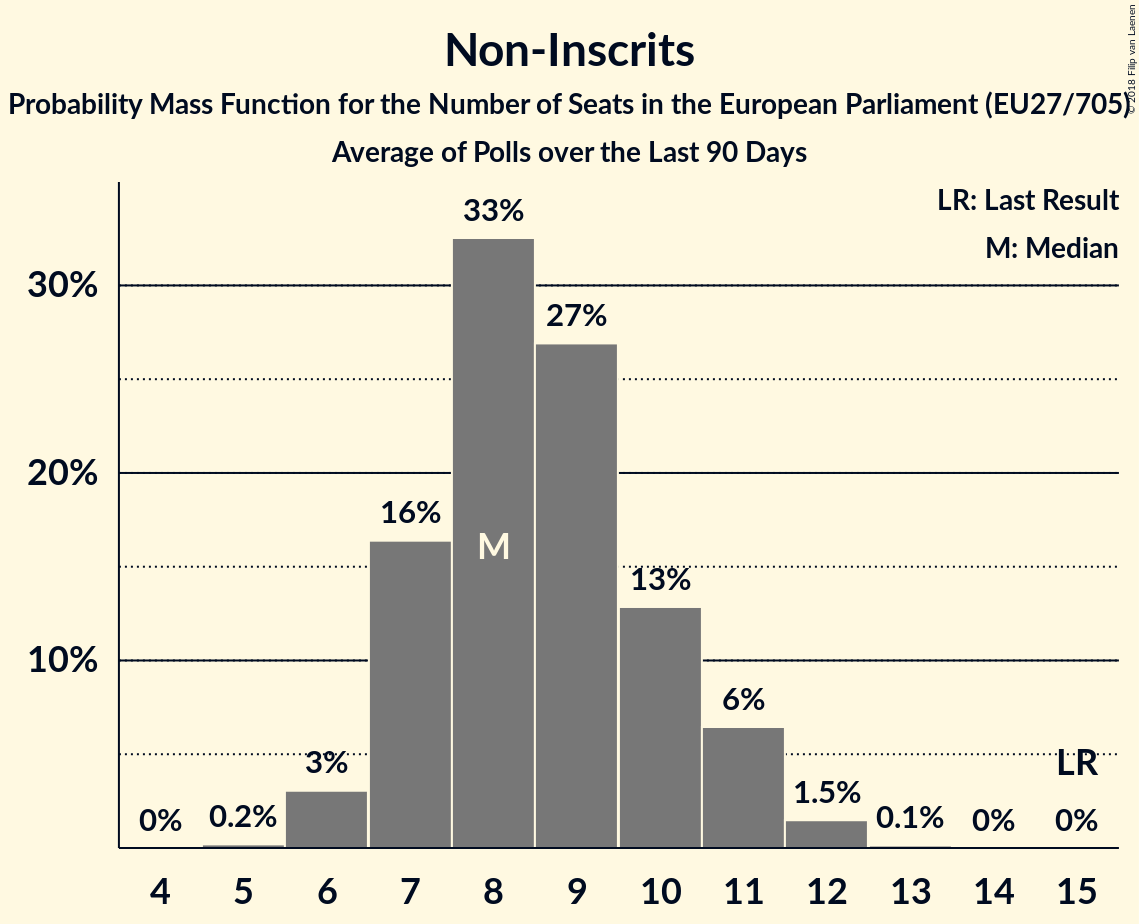 Non-Inscrits
Probability Mass Function for the Number of Seats in the European Parliament (EU27/705)
Average of Polls over the Last 90 Days
© 2018 Filip van Laenen
LR: Last Result
M: Median
33%
30%
27%
20%
16%
M
13%
10%
6%
3%
LR
1.5%
0% 0.2% 0.1% 0% 0%
4 5 6 7 8 9 10 11 12 13 14 15